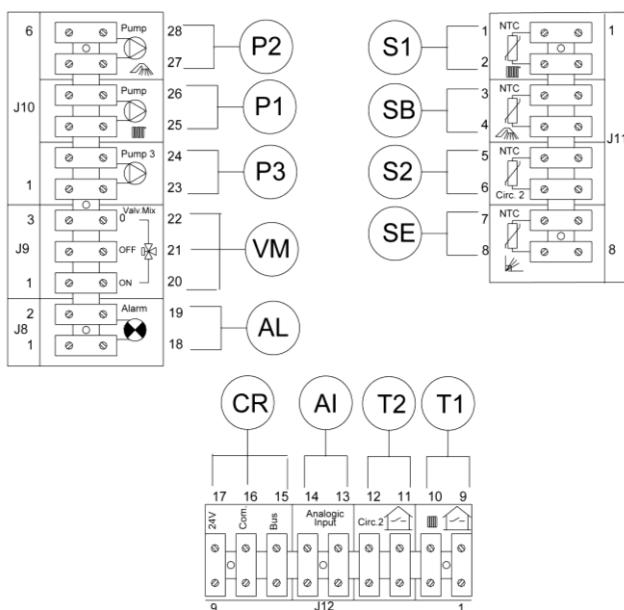 6
Pump
28
27
P2
J10
Pump
26
25
P1
Pump 3
24
23
P3
1
3
Valv.Mix
0
22
J9
OFF
21
VM
1
ON
20
2
Alarm
19
J8
AL
1
18
S1
1
2
NTC
1
SB
3
4
NTC
J11
S2
5
6
NTC
Circ. 2
SE
7
8
NTC
8
CR
AI
T2
T1
17 16 15 14 13 12 11 10 9
24V
Com.
Bus
Analogic
Input
Circ.2
9
J12
1